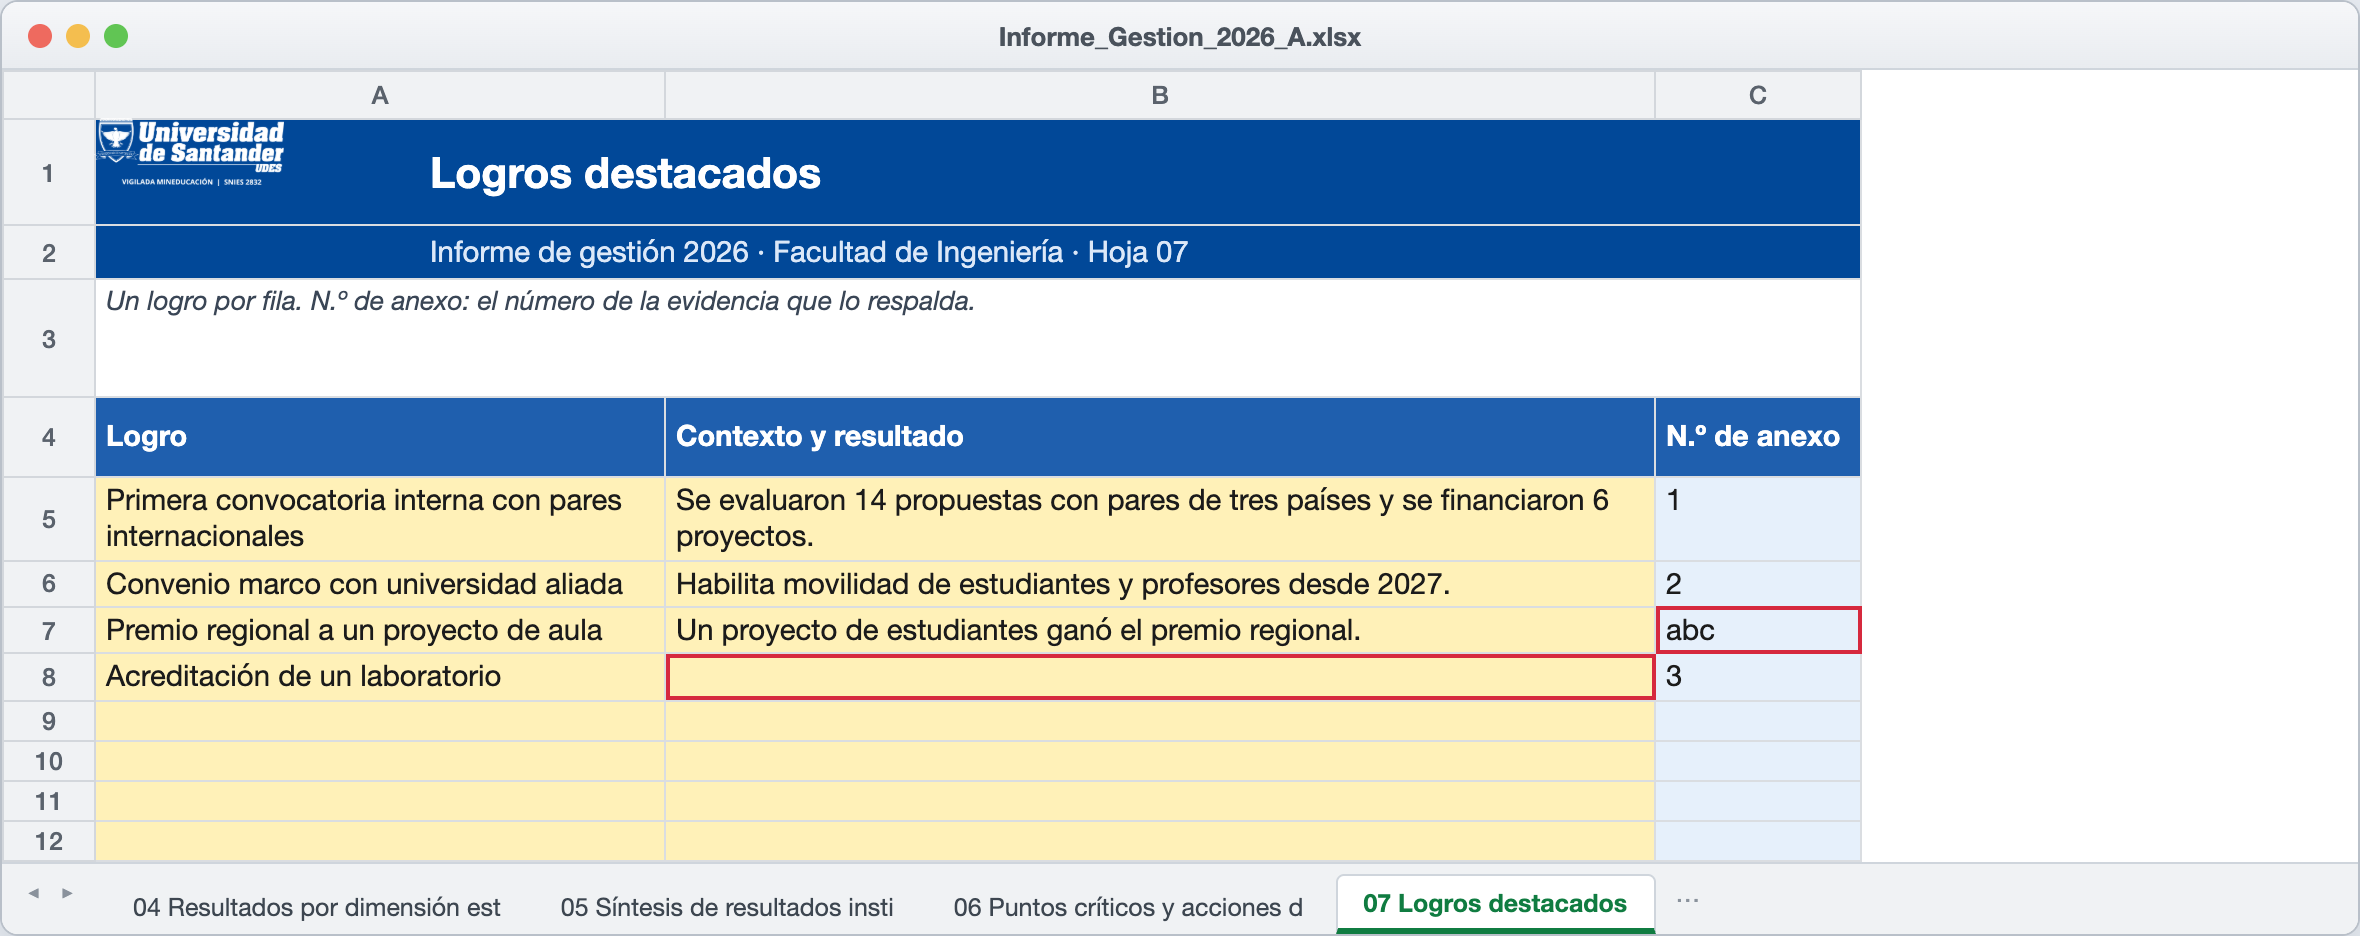 Informe_Gestion_2026_A.xlsx
A B C
1
Universidad
de Santander
UDES
VIGILADA MINEDUCACIÓN | SNIES 2832
Logros destacados
2 Informe de gestión 2026 · Facultad de Ingeniería · Hoja 07
3 Un logro por fila. N.º de anexo: el número de la evidencia que lo respalda.
4 Logro Contexto y resultado N.º de anexo
5 Primera convocatoria interna con pares internacionales Se evaluaron 14 propuestas con pares de tres países y se financiaron 6 proyectos. 1
6 Convenio marco con universidad aliada Habilita movilidad de estudiantes y profesores desde 2027. 2
7 Premio regional a un proyecto de aula Un proyecto de estudiantes ganó el premio regional. abc
8 Acreditación de un laboratorio 3
9
10
11
12
04 Resultados por dimensión est 05 Síntesis de resultados insti 06 Puntos críticos y acciones d 07 Logros destacados ...